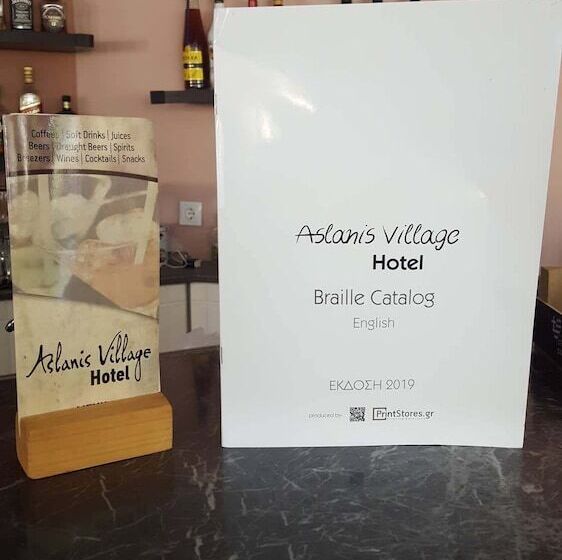 Coffees | Soft Drinks | Juices
Beers | Draught Beers | Spirits
Breezers | Wines | Cocktails | Snacks
Aslanis Village
Hotel
Aslanis Village
Hotel
Braille Catalog
English
ΕΚΔΟΣΗ 2019
produced by:
PrintStores.gr